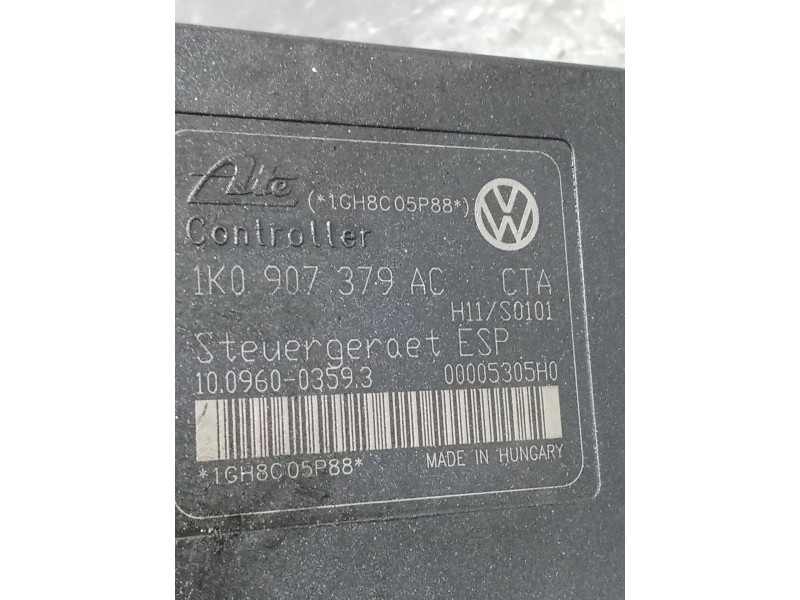 Ate (*1GH8C05P88*)
Controller
1K0 907 379 AC CTA
H11/S0101
Steuergeraet ESP
10.0960-0359.3 00005305H0
*1GH8C05P88* MADE IN HUNGARY